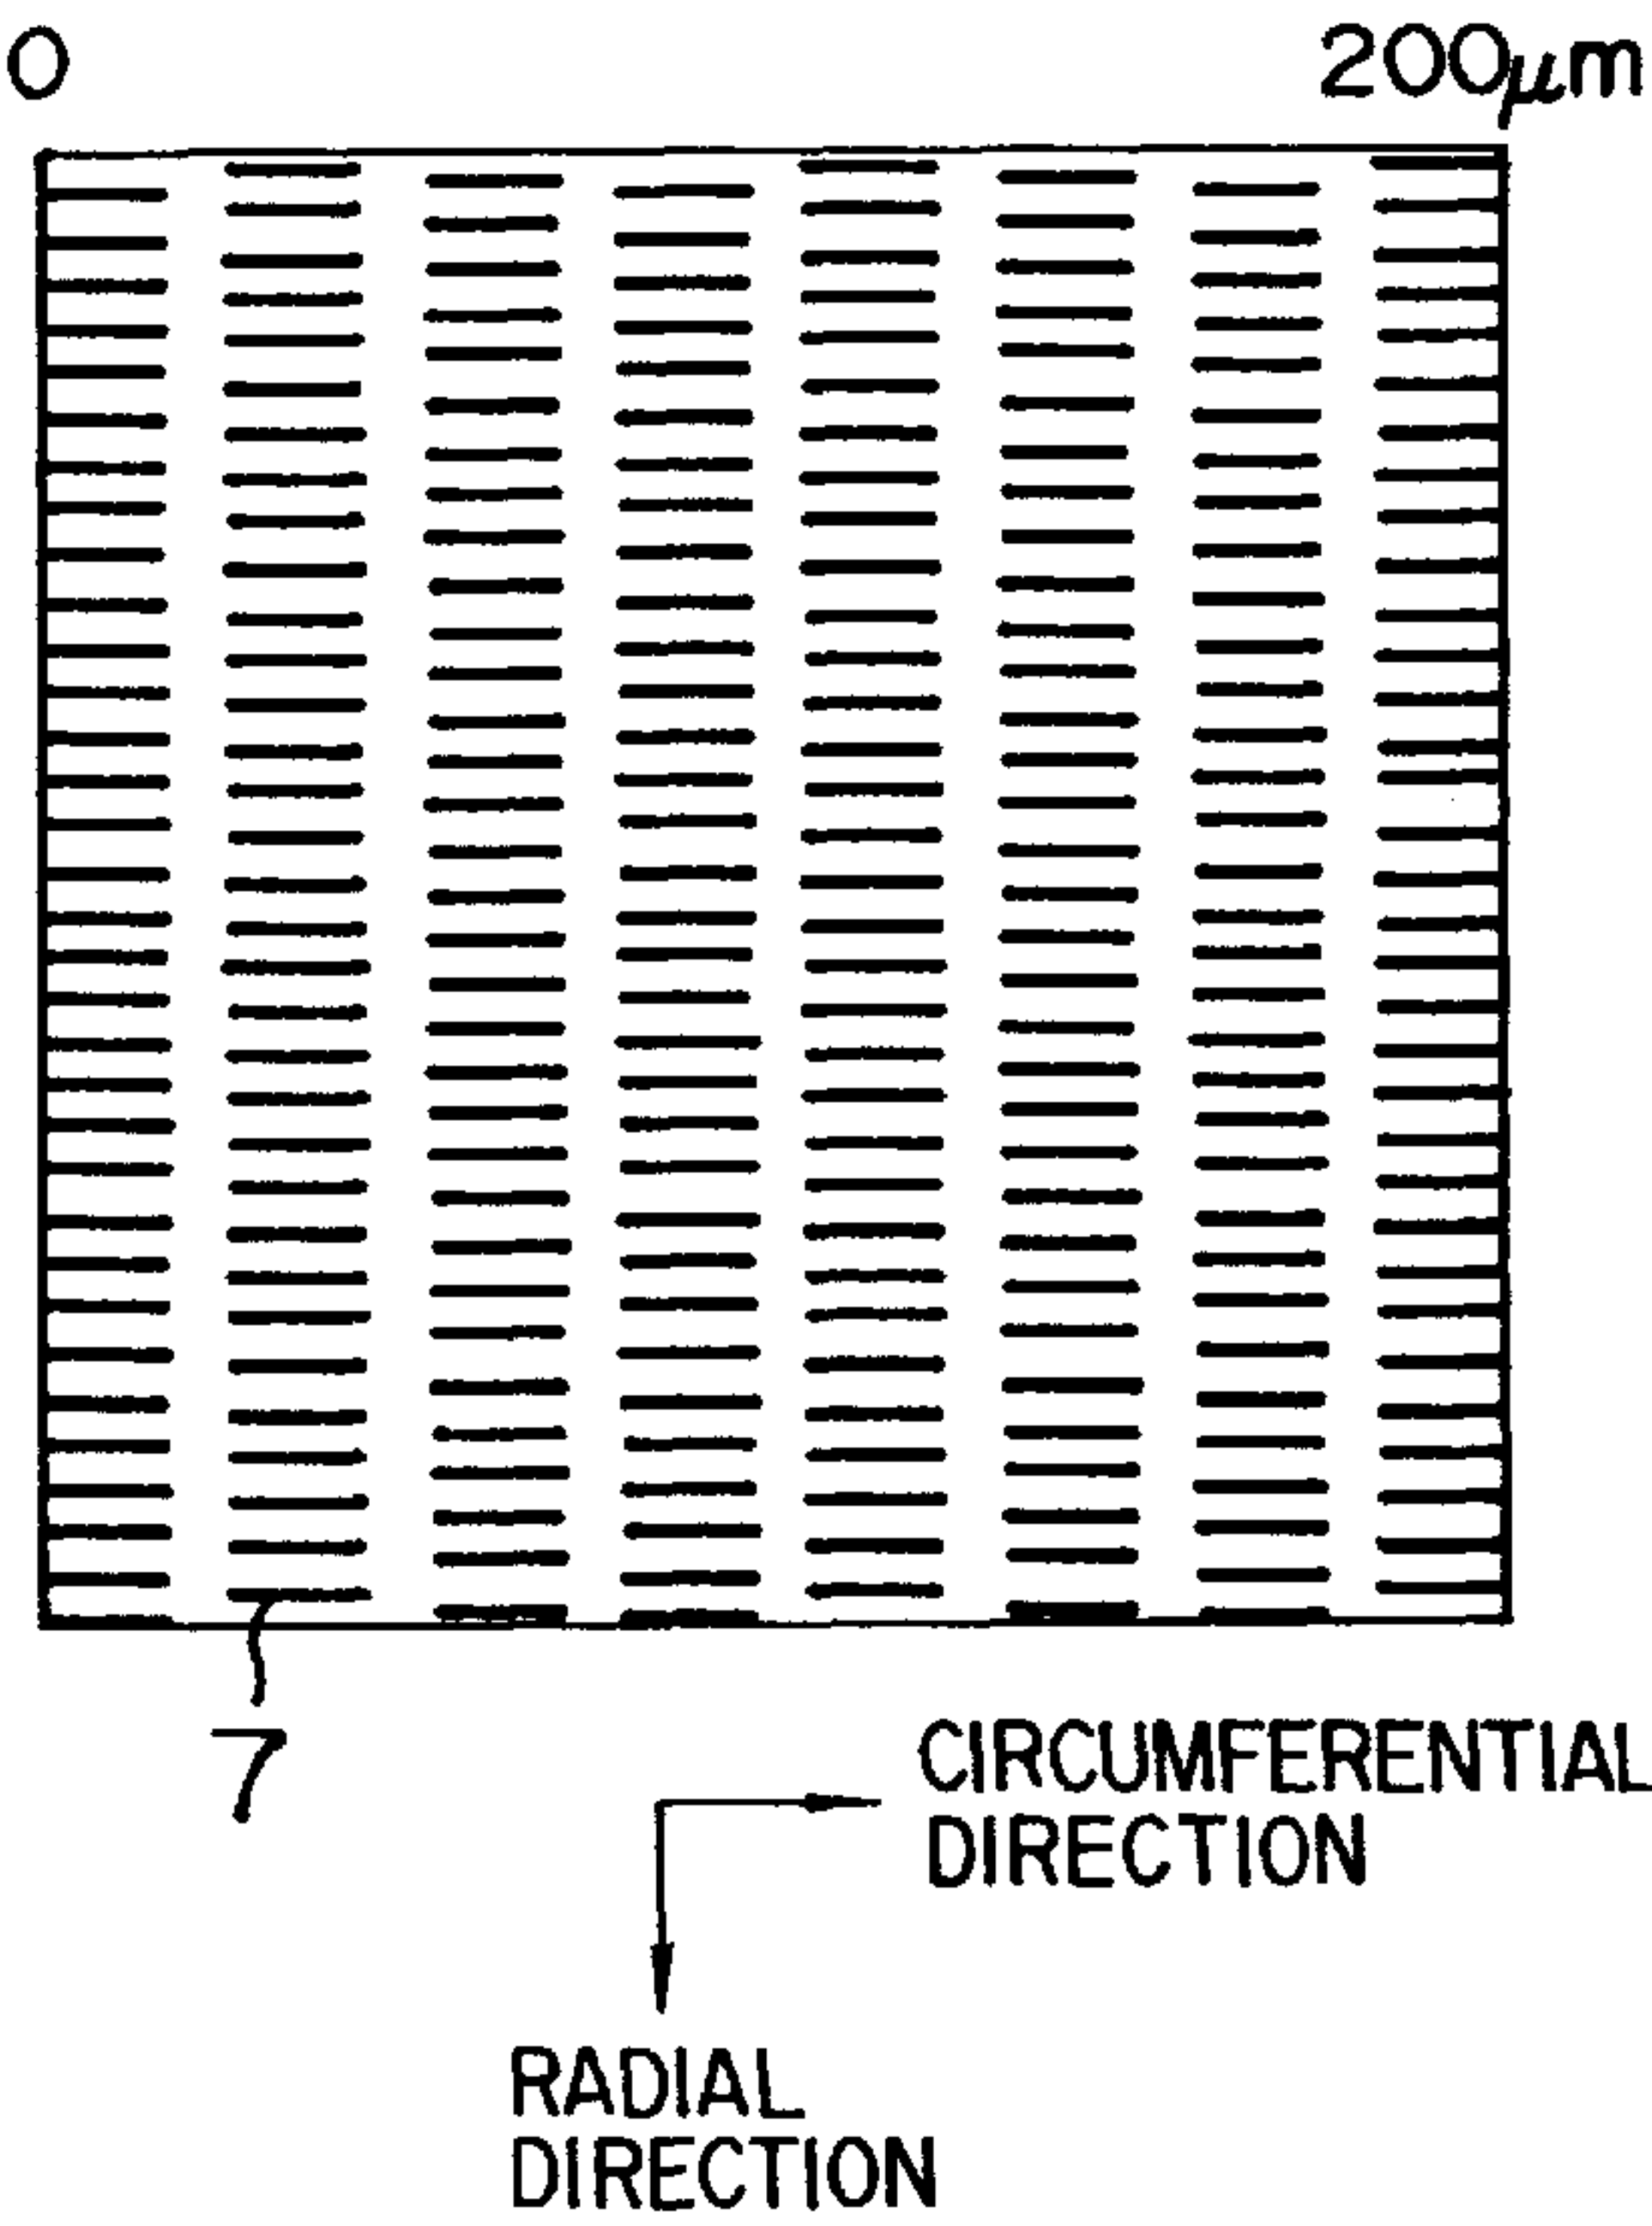 0 200μm
7
CIRCUMFERENTIAL
DIRECTION
RADIAL
DIRECTION